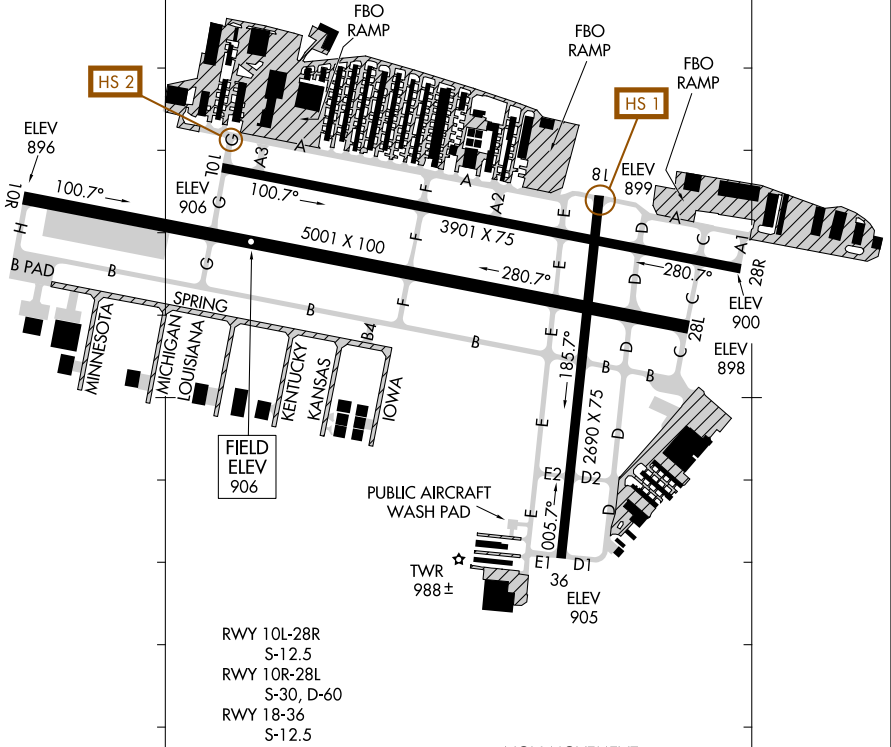 FBO
RAMP
FBO
RAMP
FBO
RAMP
HS 2
HS 1
ELEV
896
G
A3
A
10L
ELEV
906
100.7°
10R
100.7°
H
G
F
A
A2
3901 X 75
E
18
ELEV
899
D
C
A
A
5001 X 100
F
E
280.7°
280.7°
D
C
28R
ELEV
900
B PAD
B
G
SPRING
B
F
B4
B
E
185.7°
B
D
B
C
28L
ELEV
898
MINNESOTA
MICHIGAN
LOUISIANA
KENTUCKY
KANSAS
IOWA
FIELD
ELEV
906
E
2690 X 75
D
E2
D2
PUBLIC AIRCRAFT
WASH PAD
E
005.7°
D
TWR
988±
E1
36
D1
ELEV
905
RWY 10L-28R
S-12.5
RWY 10R-28L
S-30, D-60
RWY 18-36
S-12.5